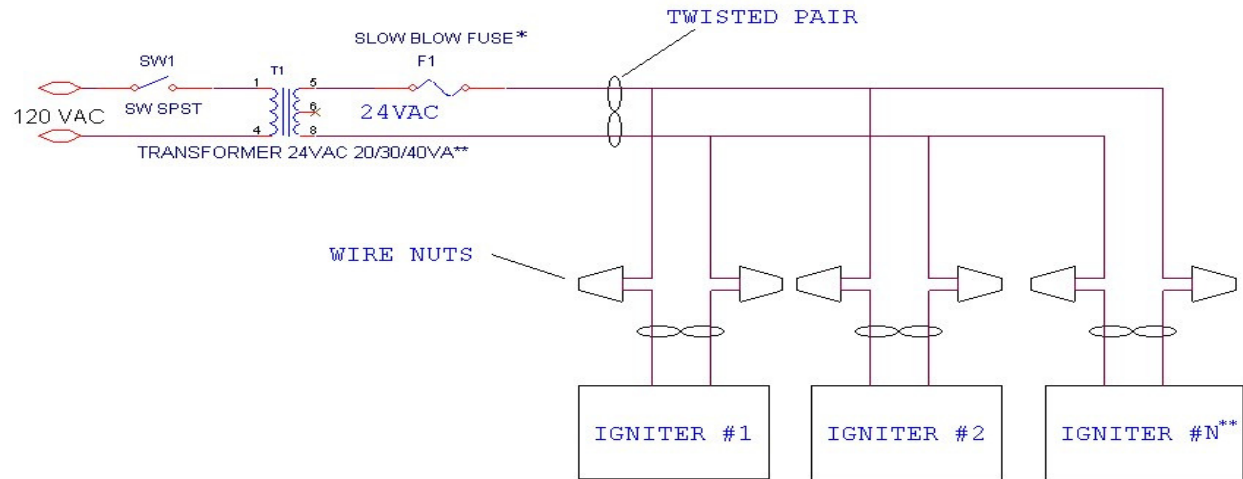 TWISTED PAIR
SLOW BLOW FUSE*
SW1
T1
F1
1
5
120 VAC
SW SPST
6
24VAC
4
8
TRANSFORMER 24VAC 20/30/40VA**
WIRE NUTS
IGNITER #1
IGNITER #2
IGNITER #N**